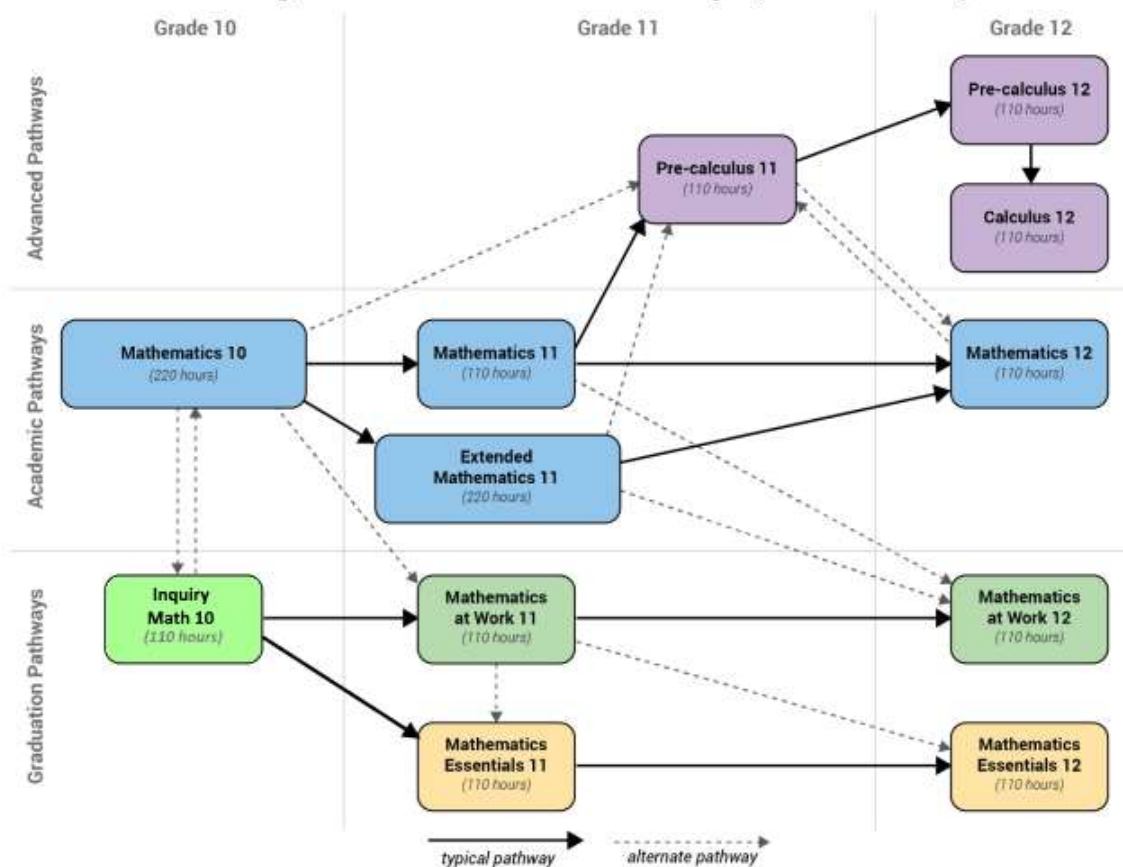 Grade 10
Grade 11
Grade 12
Advanced Pathways
Pre-calculus 12
(110 hours)
Pre-calculus 11
(110 hours)
Calculus 12
(110 hours)
Academic Pathways
Mathematics 10
(220 hours)
Mathematics 11
(110 hours)
Mathematics 12
(110 hours)
Extended
Mathematics 11
(220 hours)
Graduation Pathways
Inquiry
Math 10
(110 hours)
Mathematics
at Work 11
(110 hours)
Mathematics
at Work 12
(110 hours)
Mathematics
Essentials 11
(110 hours)
Mathematics
Essentials 12
(110 hours)
typical pathway
alternate pathway